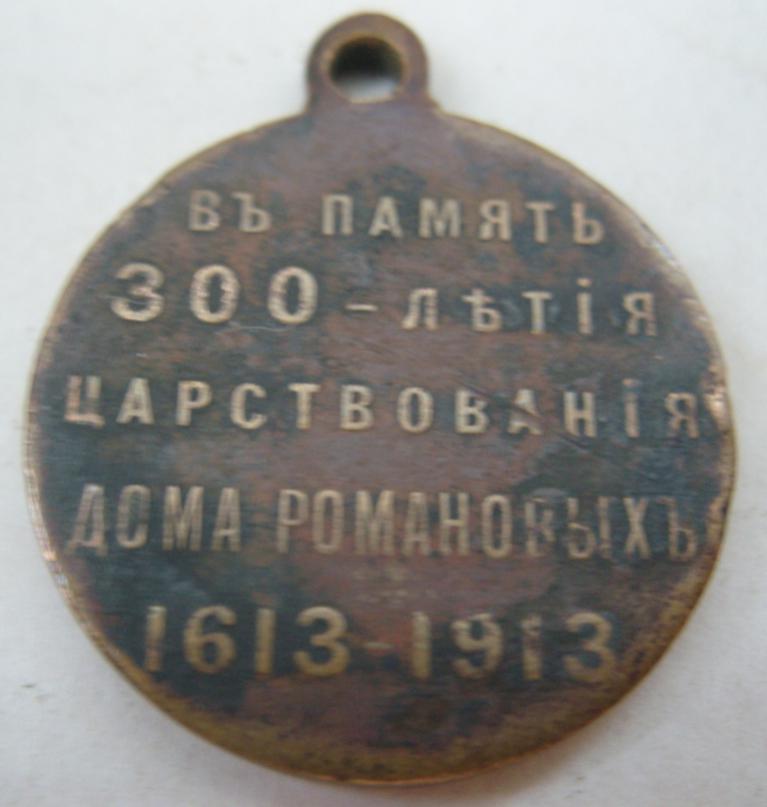 ВЪ ПАМЯТЬ
300-ЛѢТІЯ
ЦАРСТВОВАНІЯ
ДОМА РОМАНОВЫХЪ
1613-1913